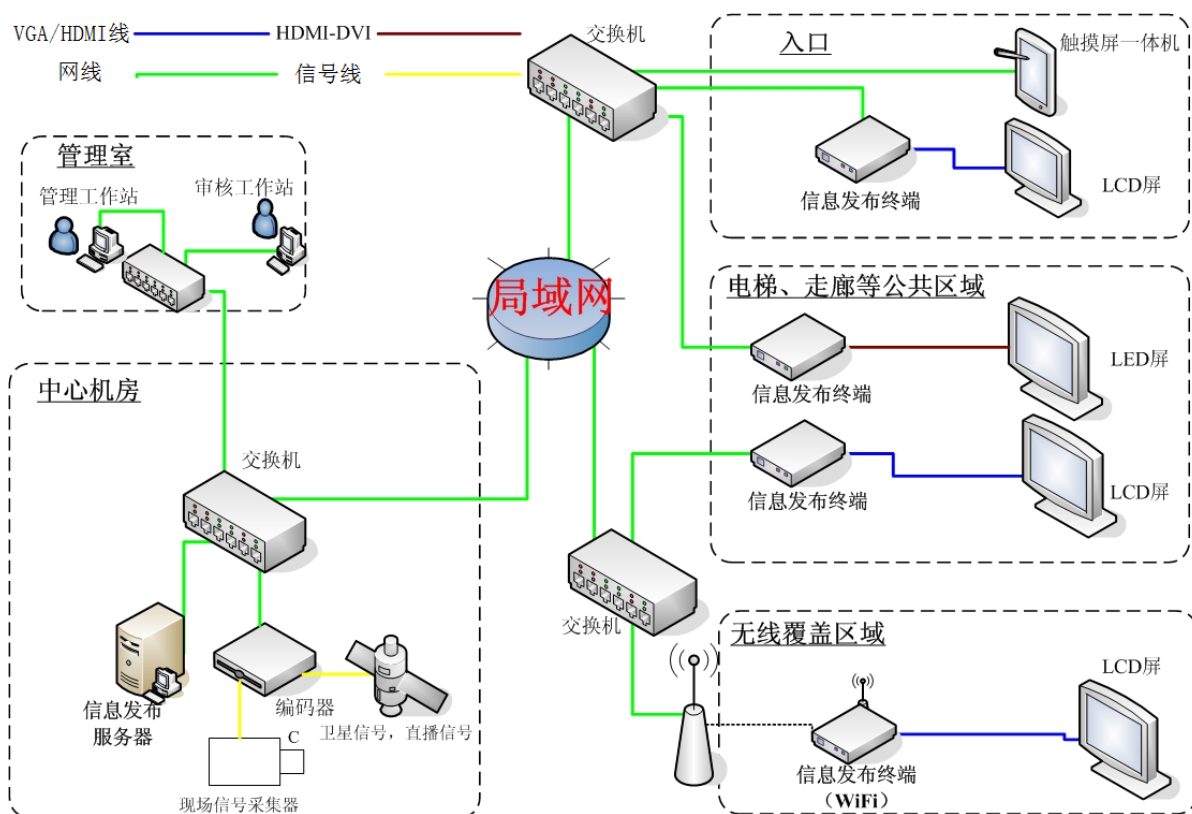 VGA/HDMI线
HDMI-DVI
网线
信号线
交换机
入口
触摸屏一体机
信息发布终端
LCD屏
管理室
管理工作站
审核工作站
局域网
电梯、走廊等公共区域
信息发布终端
LED屏
信息发布终端
LCD屏
中心机房
交换机
信息发布
服务器
编码器
卫星信号，直播信号
C
现场信号采集器
交换机
无线覆盖区域
LCD屏
信息发布终端
（WiFi）